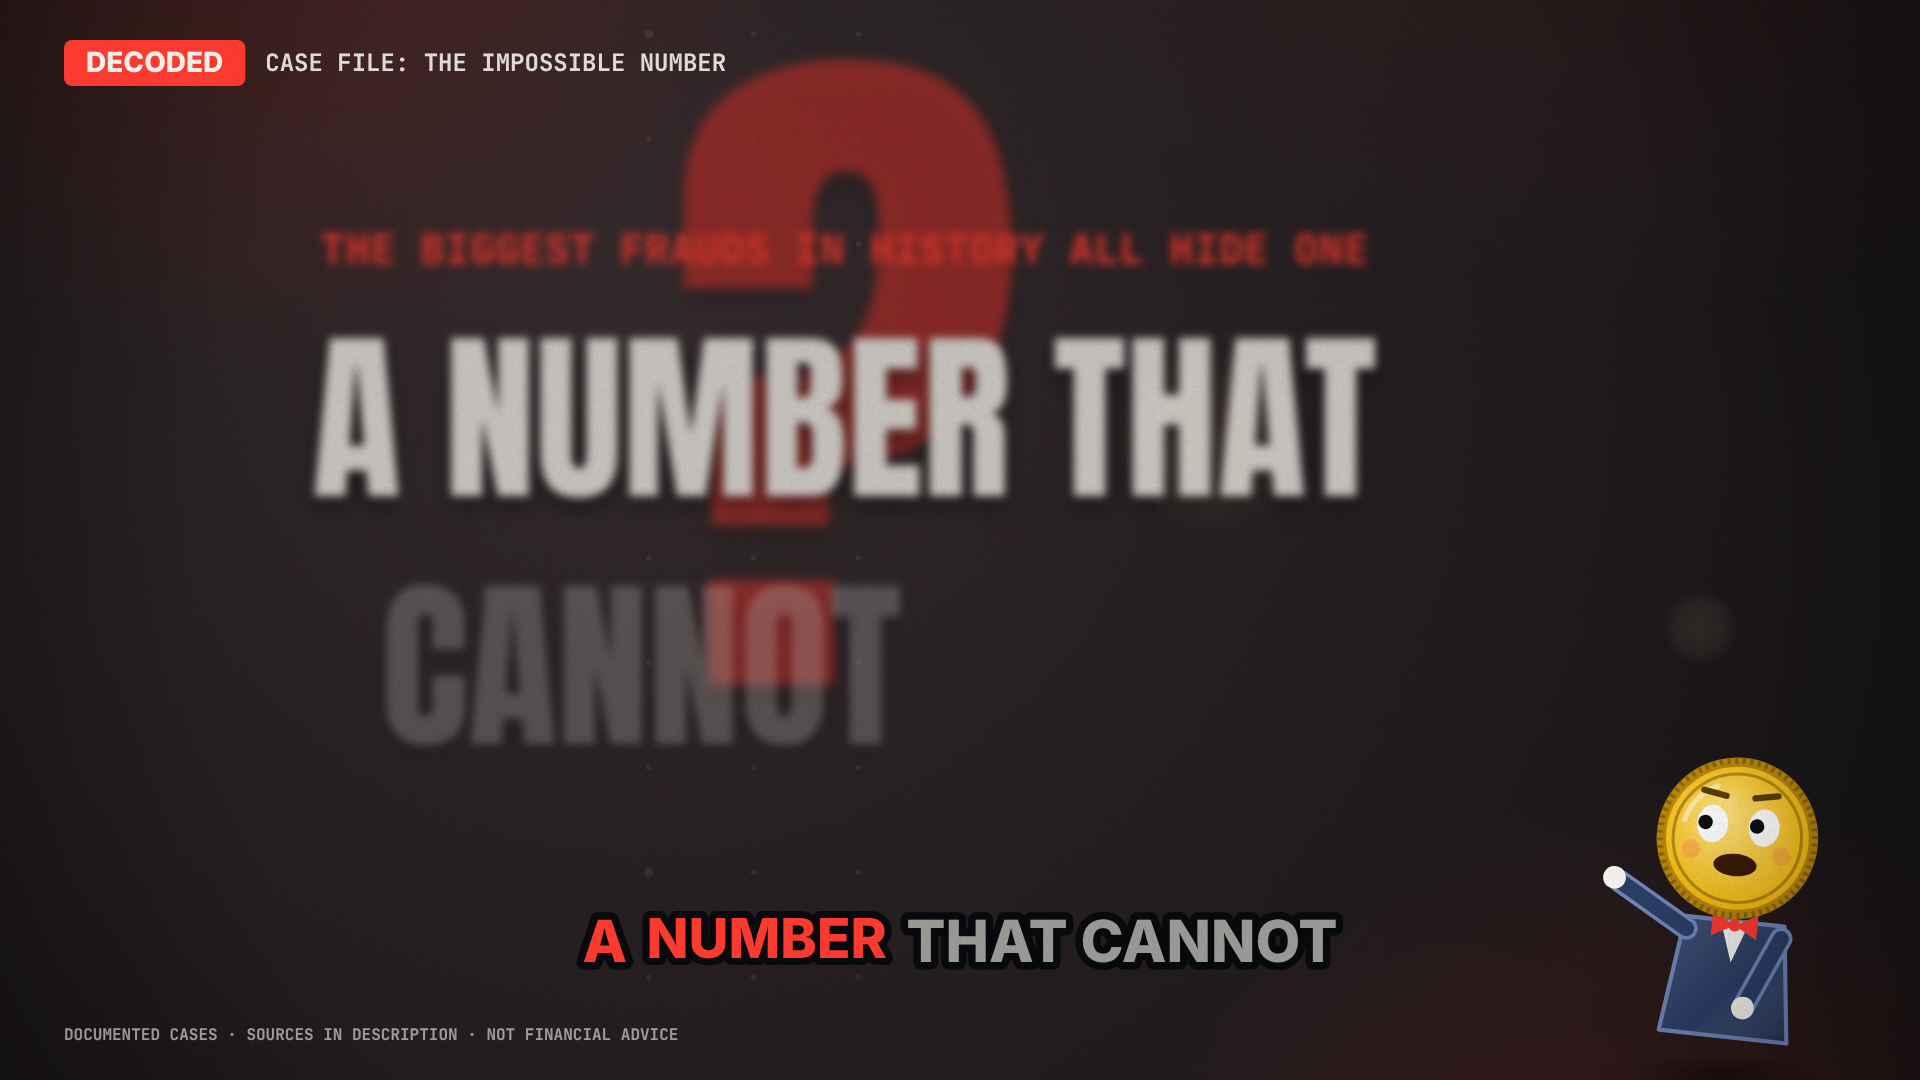 DECODED CASE FILE: THE IMPOSSIBLE NUMBER
?
THE BIGGEST FRAUDS IN HISTORY ALL HIDE ONE
A NUMBER THAT
CANNOT
A NUMBER THAT CANNOT
DOCUMENTED CASES · SOURCES IN DESCRIPTION · NOT FINANCIAL ADVICE